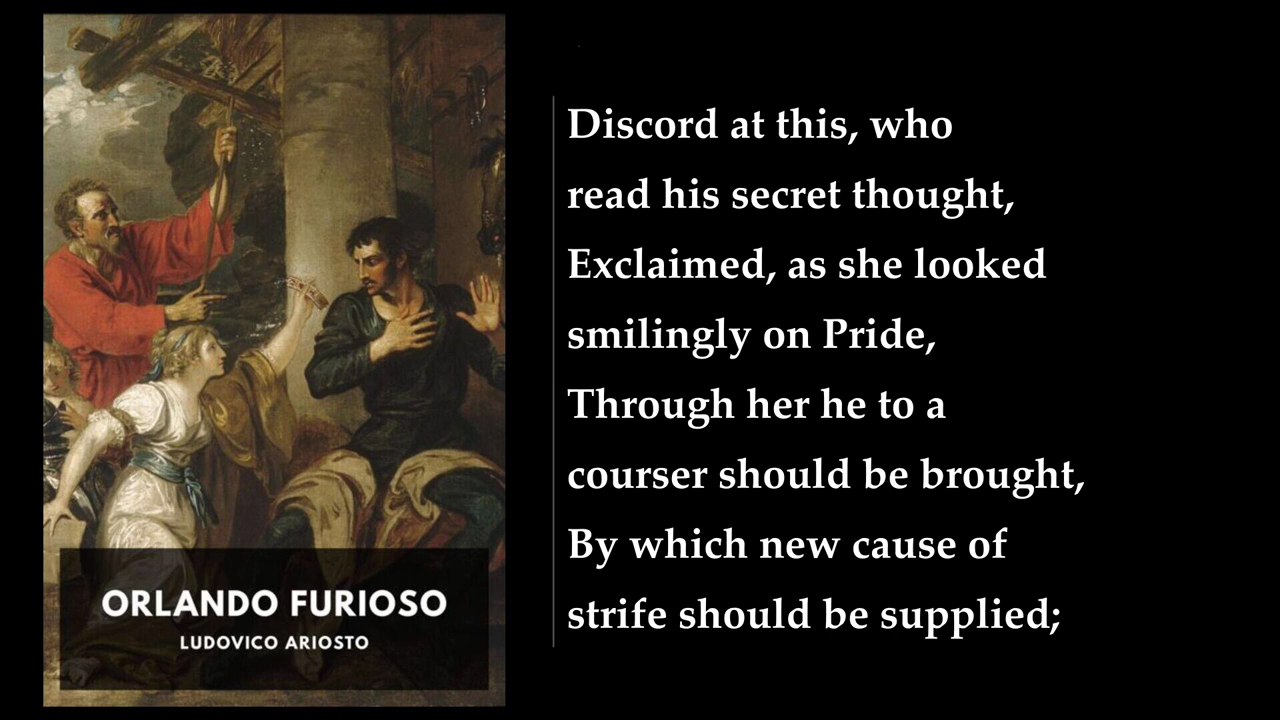 ORLANDO FURIOSO
LUDOVICO ARIOSTO
Discord at this, who
read his secret thought,
Exclaimed, as she looked
smilingly on Pride,
Through her he to a
courser should be brought,
By which new cause of
strife should be supplied;